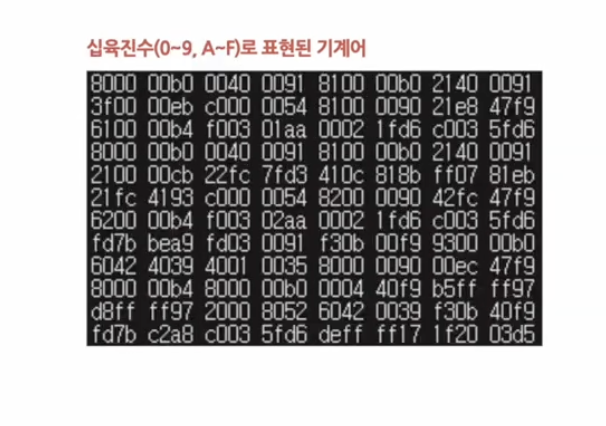 십육진수(0~9, A~F)로 표현된 기계어
8000 00b0 0040 0091 8100 00b0 2140 0091
3f00 00eb c000 0054 8100 0090 21e8 47f9
6100 00b4 f003 01aa 0002 1fd6 c003 5fd6
8000 00b0 0040 0091 8100 00b0 2140 0091
2100 00cb 22fc 7fd3 410c 818b ff07 81eb
21fc 4193 c000 0054 8200 0090 42fc 47f9
6200 00b4 f003 02aa 0002 1fd6 c003 5fd6
fd7b bea9 fd03 0091 f30b 00f9 9300 00b0
6042 4039 4001 0035 8000 0090 00ec 47f9
8000 00b4 8000 00b0 0004 40f9 b5ff ff97
d8ff ff97 2000 8052 6042 0039 f30b 40f9
fd7b c2a8 c003 5fd6 deff ff17 1f20 03d5